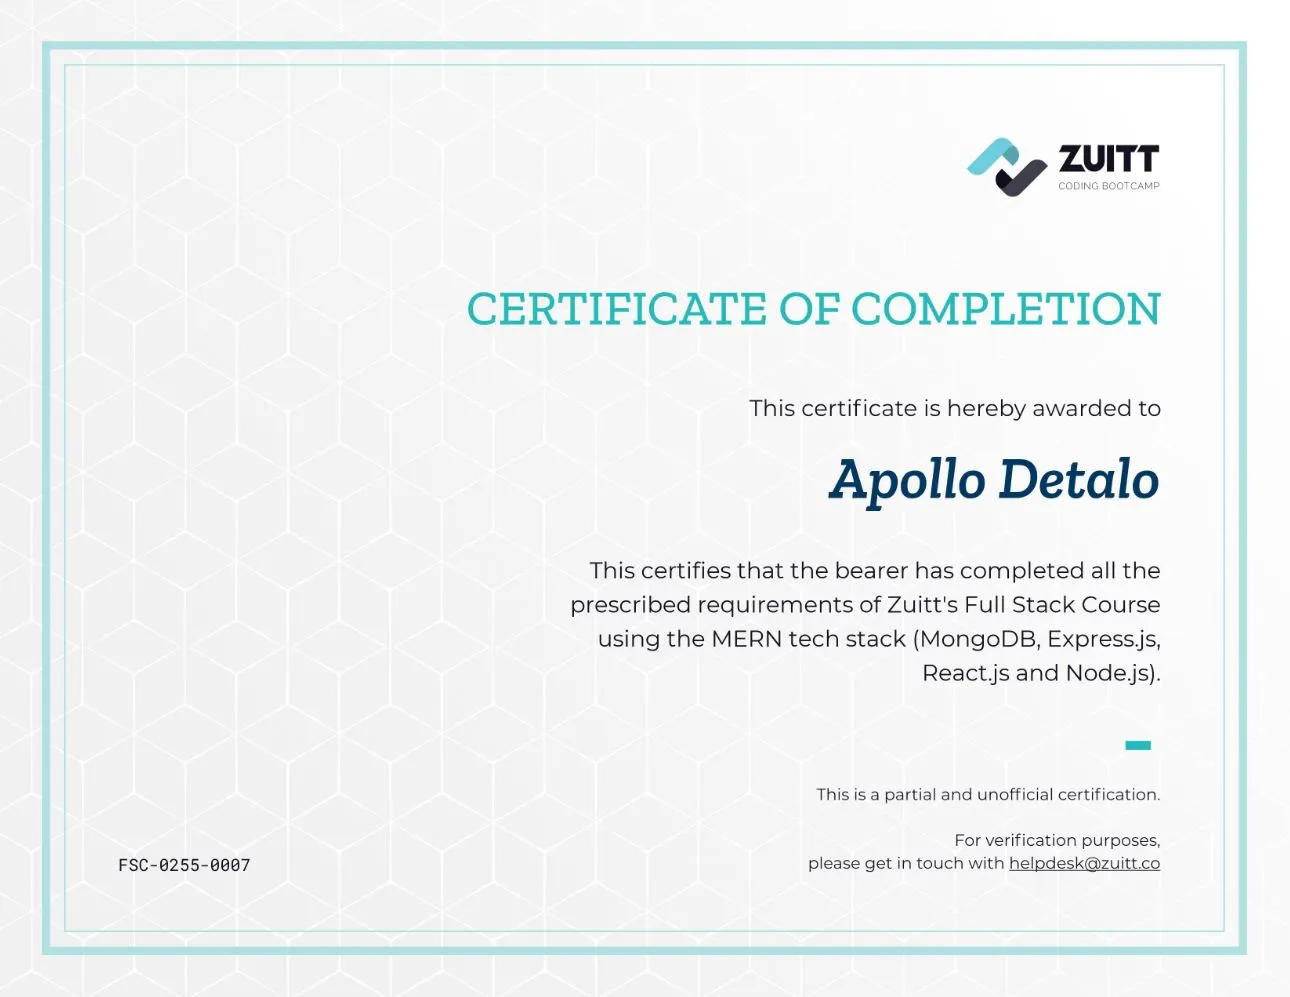 ZUITT
CODING BOOTCAMP
CERTIFICATE OF COMPLETION
This certificate is hereby awarded to
Apollo Detalo
This certifies that the bearer has completed all the
prescribed requirements of Zuitt's Full Stack Course
using the MERN tech stack (MongoDB, Express.js,
React.js and Node.js).
This is a partial and unofficial certification.
For verification purposes,
please get in touch with helpdesk@zuitt.co
FSC-0255-0007